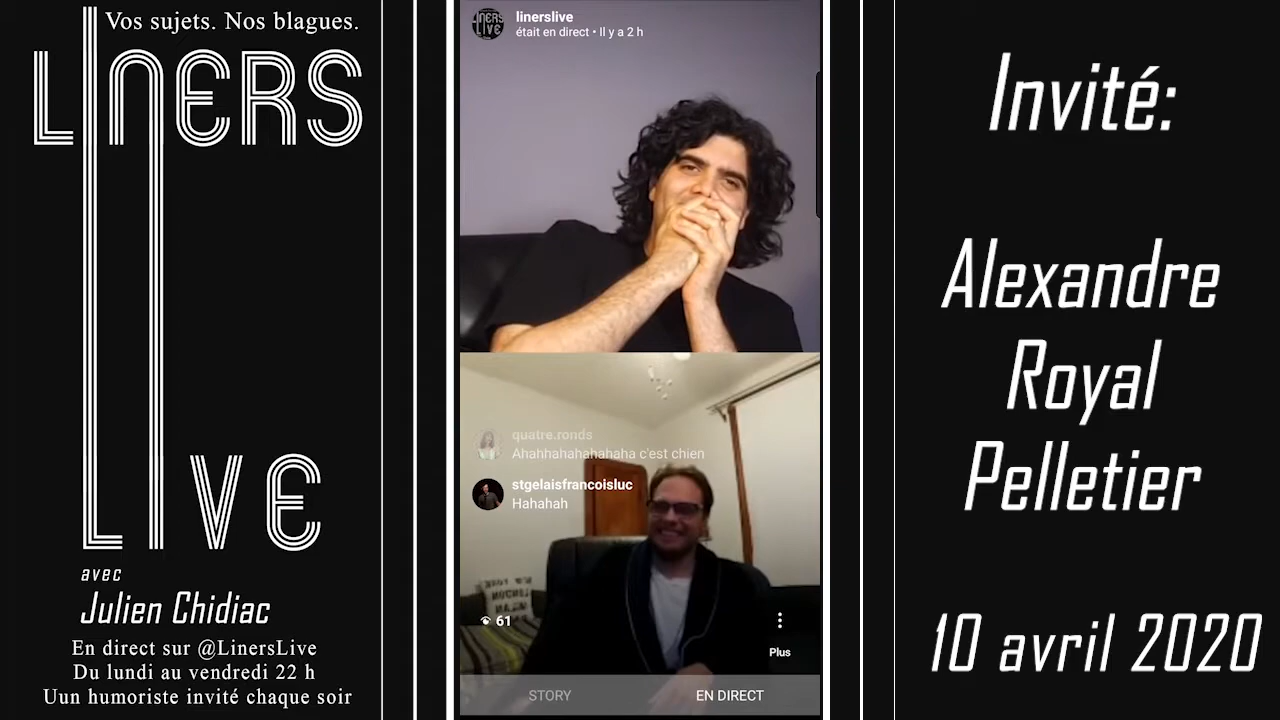 Vos sujets. Nos blagues.
LINERS
LIVE
avec
Julien Chidiac
En direct sur @LinersLive
Du lundi au vendredi 22 h
Uun humoriste invité chaque soir
LINERS
LIVE
linerslive
était en direct • Il y a 2 h
quatre.ronds
Ahahhahahahahaha c'est chien
stgelaisfrancoisluc
Hahahah
61
Plus
STORY
EN DIRECT
Invité:
Alexandre
Royal
Pelletier
10 avril 2020